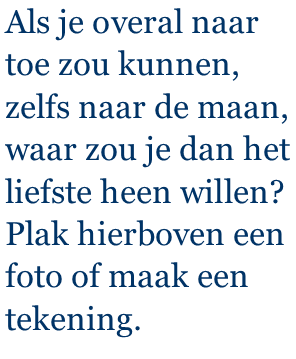 Als je overal naar
toe zou kunnen,
zelfs naar de maan,
waar zou je dan het
liefste heen willen?
Plak hierboven een
foto of maak een
tekening.